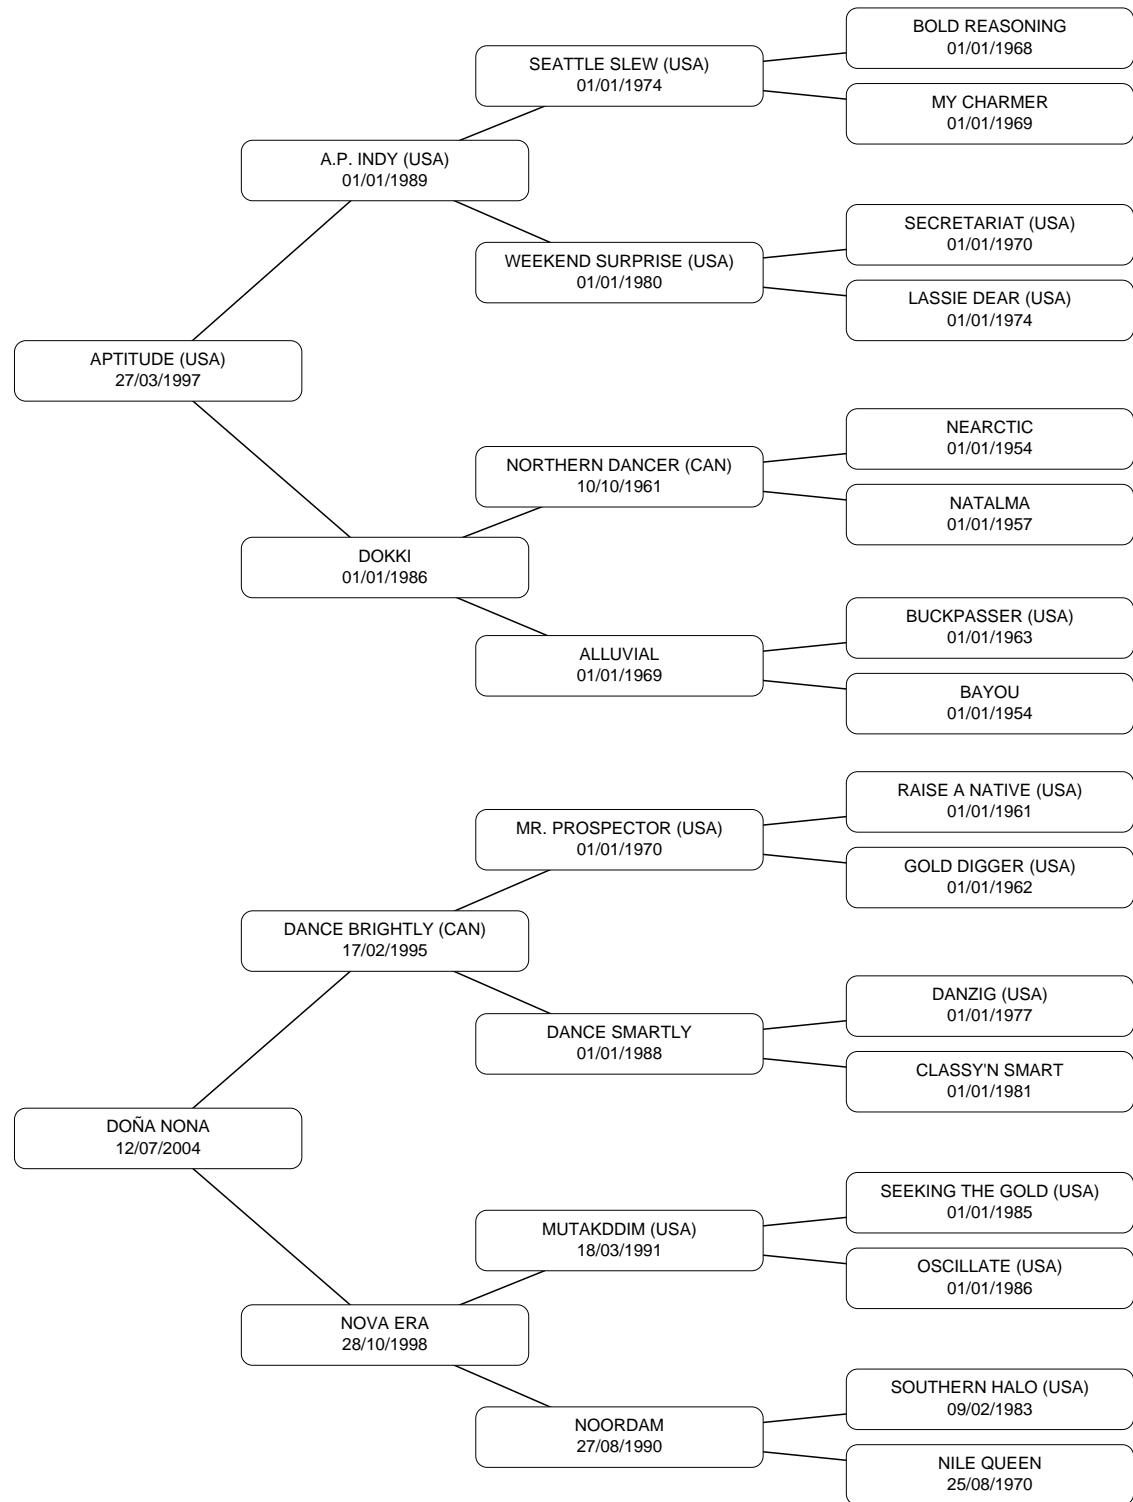 BOLD REASONING
01/01/1968
SEATTLE SLEW (USA)
01/01/1974
MY CHARMER
01/01/1969
A.P. INDY (USA)
01/01/1989
SECRETARIAT (USA)
01/01/1970
WEEKEND SURPRISE (USA)
01/01/1980
LASSIE DEAR (USA)
01/01/1974
APTITUDE (USA)
27/03/1997
NEARCTIC
01/01/1954
NORTHERN DANCER (CAN)
10/10/1961
NATALMA
01/01/1957
DOKKI
01/01/1986
BUCKPASSER (USA)
01/01/1963
ALLUVIAL
01/01/1969
BAYOU
01/01/1954
RAISE A NATIVE (USA)
01/01/1961
MR. PROSPECTOR (USA)
01/01/1970
GOLD DIGGER (USA)
01/01/1962
DANCE BRIGHTLY (CAN)
17/02/1995
DANZIG (USA)
01/01/1977
DANCE SMARTLY
01/01/1988
CLASSY'N SMART
01/01/1981
DOÑA NONA
12/07/2004
SEEKING THE GOLD (USA)
01/01/1985
MUTAKDDIM (USA)
18/03/1991
OSCILLATE (USA)
01/01/1986
NOVA ERA
28/10/1998
SOUTHERN HALO (USA)
09/02/1983
NOORDAM
27/08/1990
NILE QUEEN
25/08/1970